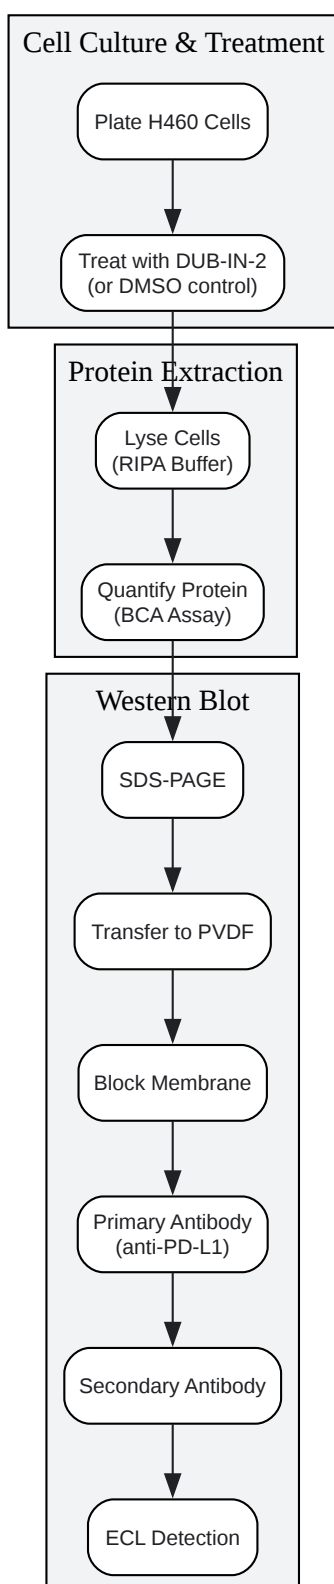 Cell Culture & Treatment
Plate H460 Cells
Treat with DUB-IN-2
(or DMSO control)
Protein Extraction
Lyse Cells
(RIPA Buffer)
Quantify Protein
(BCA Assay)
Western Blot
SDS-PAGE
Transfer to PVDF
Block Membrane
Primary Antibody
(anti-PD-L1)
Secondary Antibody
ECL Detection